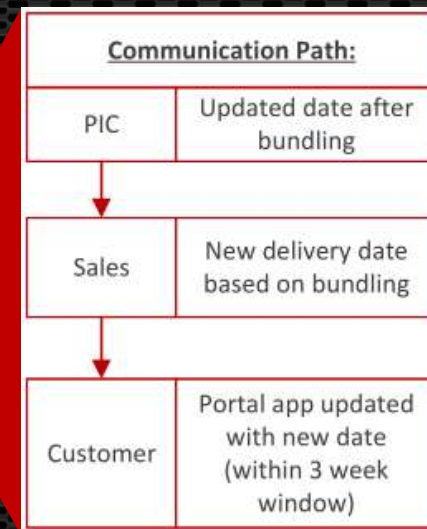 Communication Path:
PIC
Updated date after
bundling
Sales
New delivery date
based on bundling
Customer
Portal app updated
with new date
(within 3 week
window)